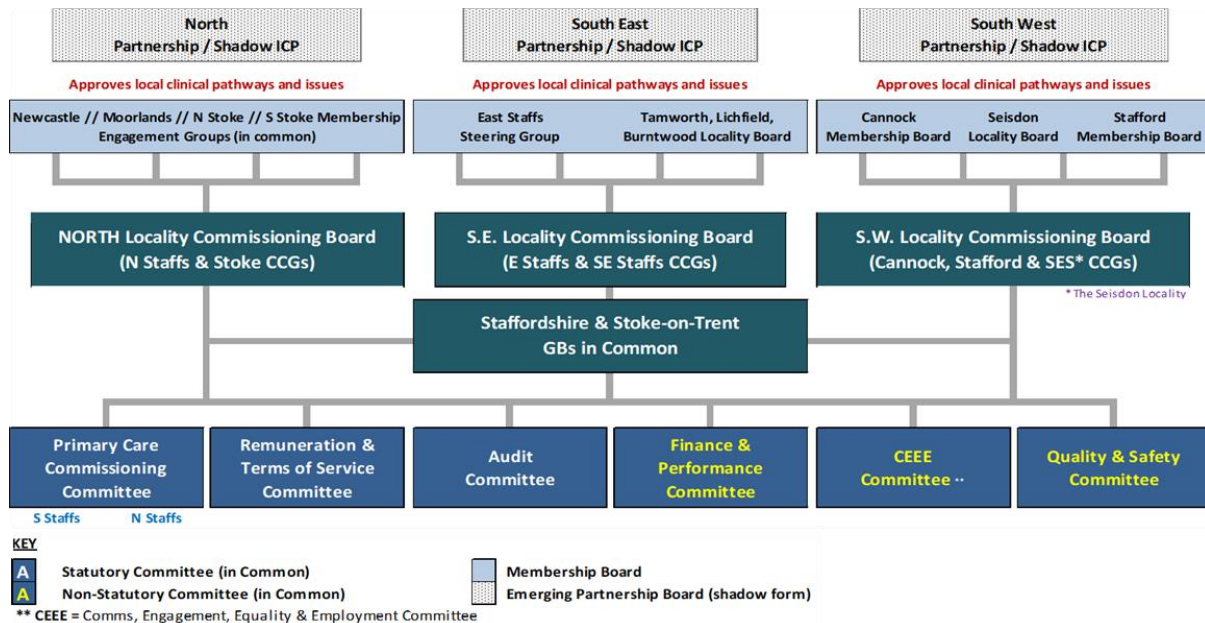 North
Partnership / Shadow ICP
South East
Partnership / Shadow ICP
South West
Partnership / Shadow ICP
Approves local clinical pathways and issues
Approves local clinical pathways and issues
Approves local clinical pathways and issues
Newcastle // Moorlands // N Stoke // S Stoke Membership
Engagement Groups (in common)
East Staffs
Steering Group
Tamworth, Lichfield,
Burntwood Locality Board
Cannock
Membership Board
Seisdon
Locality Board
Stafford
Membership Board
NORTH Locality Commissioning Board
(N Staffs & Stoke CCGs)
S.E. Locality Commissioning Board
(E Staffs & SE Staffs CCGs)
S.W. Locality Commissioning Board
(Cannock, Stafford & SES* CCGs)
* The Seisdon Locality
Staffordshire & Stoke-on-Trent
GBs in Common
Primary Care
Commissioning
Committee
Remuneration &
Terms of Service
Committee
Audit
Committee
Finance &
Performance
Committee
CEEE
Committee **
Quality & Safety
Committee
S Staffs N Staffs
KEY
A Statutory Committee (in Common)
A Non-Statutory Committee (in Common)
Membership Board
Emerging Partnership Board (shadow form)
** CEEE = Comms, Engagement, Equality & Employment Committee